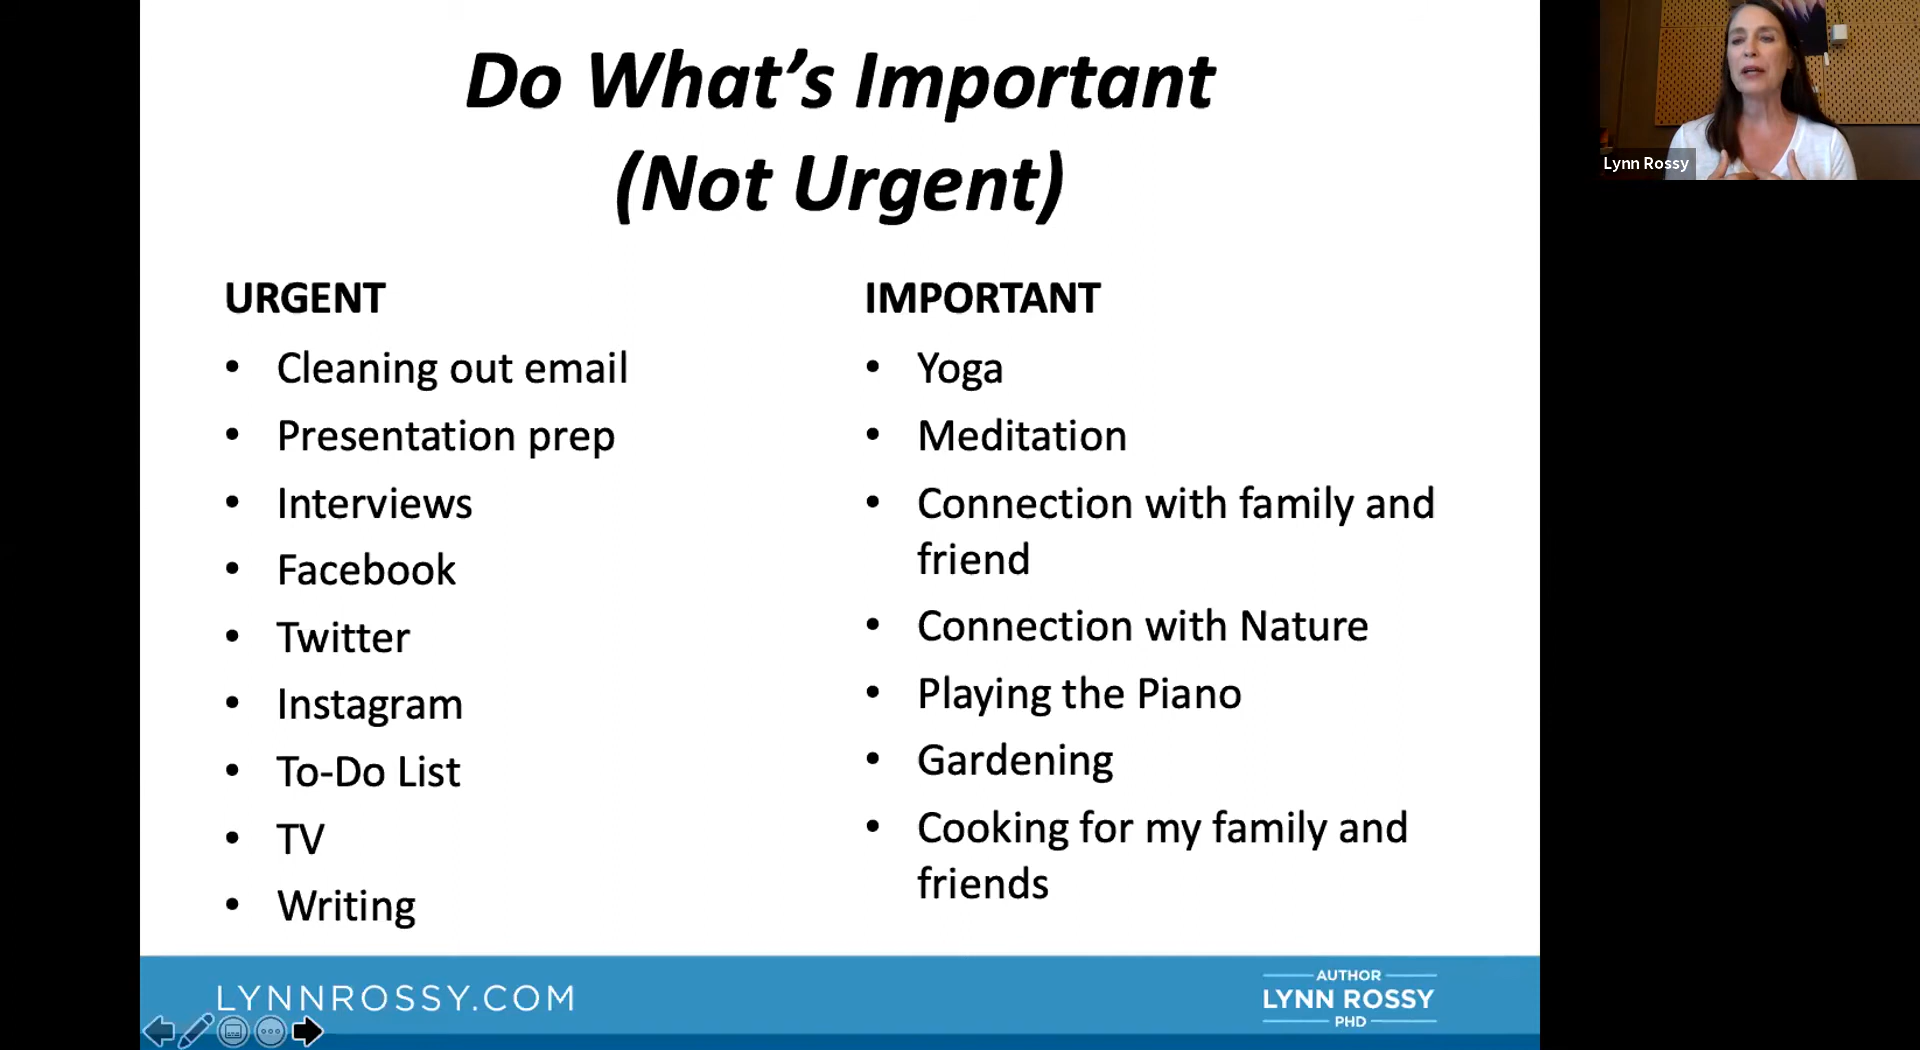 Do What's Important
(Not Urgent)
URGENT
• Cleaning out email
• Presentation prep
• Interviews
• Facebook
• Twitter
• Instagram
• To-Do List
• TV
• Writing
IMPORTANT
• Yoga
• Meditation
• Connection with family and
friend
• Connection with Nature
• Playing the Piano
• Gardening
• Cooking for my family and
friends
LYNNROSSY.COM
AUTHOR
LYNN ROSSY
PHD
Lynn Rossy